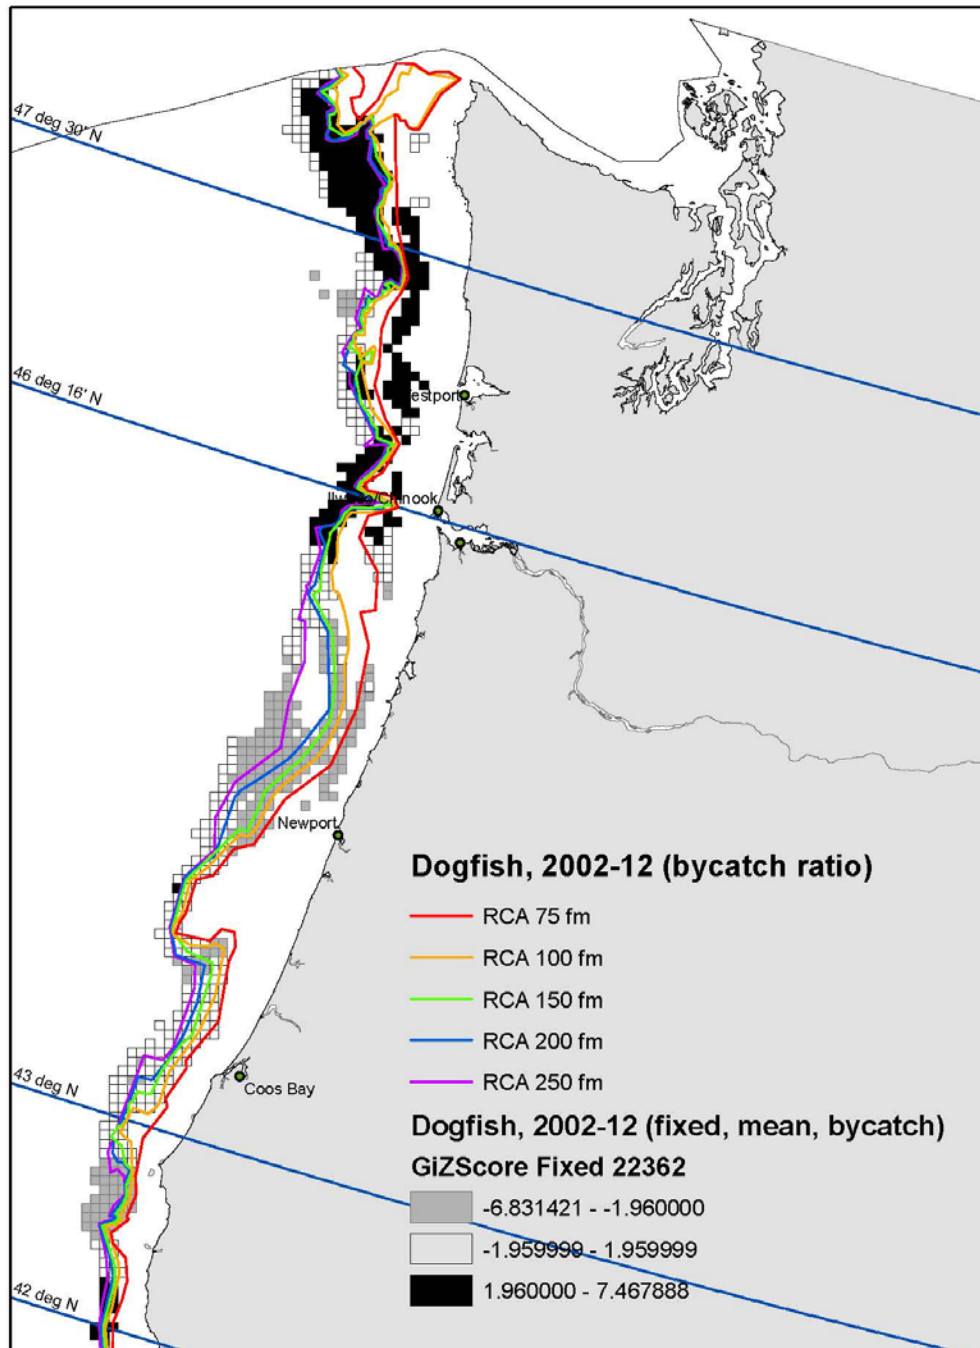 47 deg 30' N
46 deg 16' N
estport
Chinook
Newport
Dogfish, 2002-12 (bycatch ratio)
RCA 75 fm
RCA 100 fm
RCA 150 fm
RCA 200 fm
RCA 250 fm
43 deg N
Coos Bay
Dogfish, 2002-12 (fixed, mean, bycatch)
GiZScore Fixed 22362
-6.831421 - -1.960000
-1.959999 - 1.959999
1.960000 - 7.467888
42 deg N